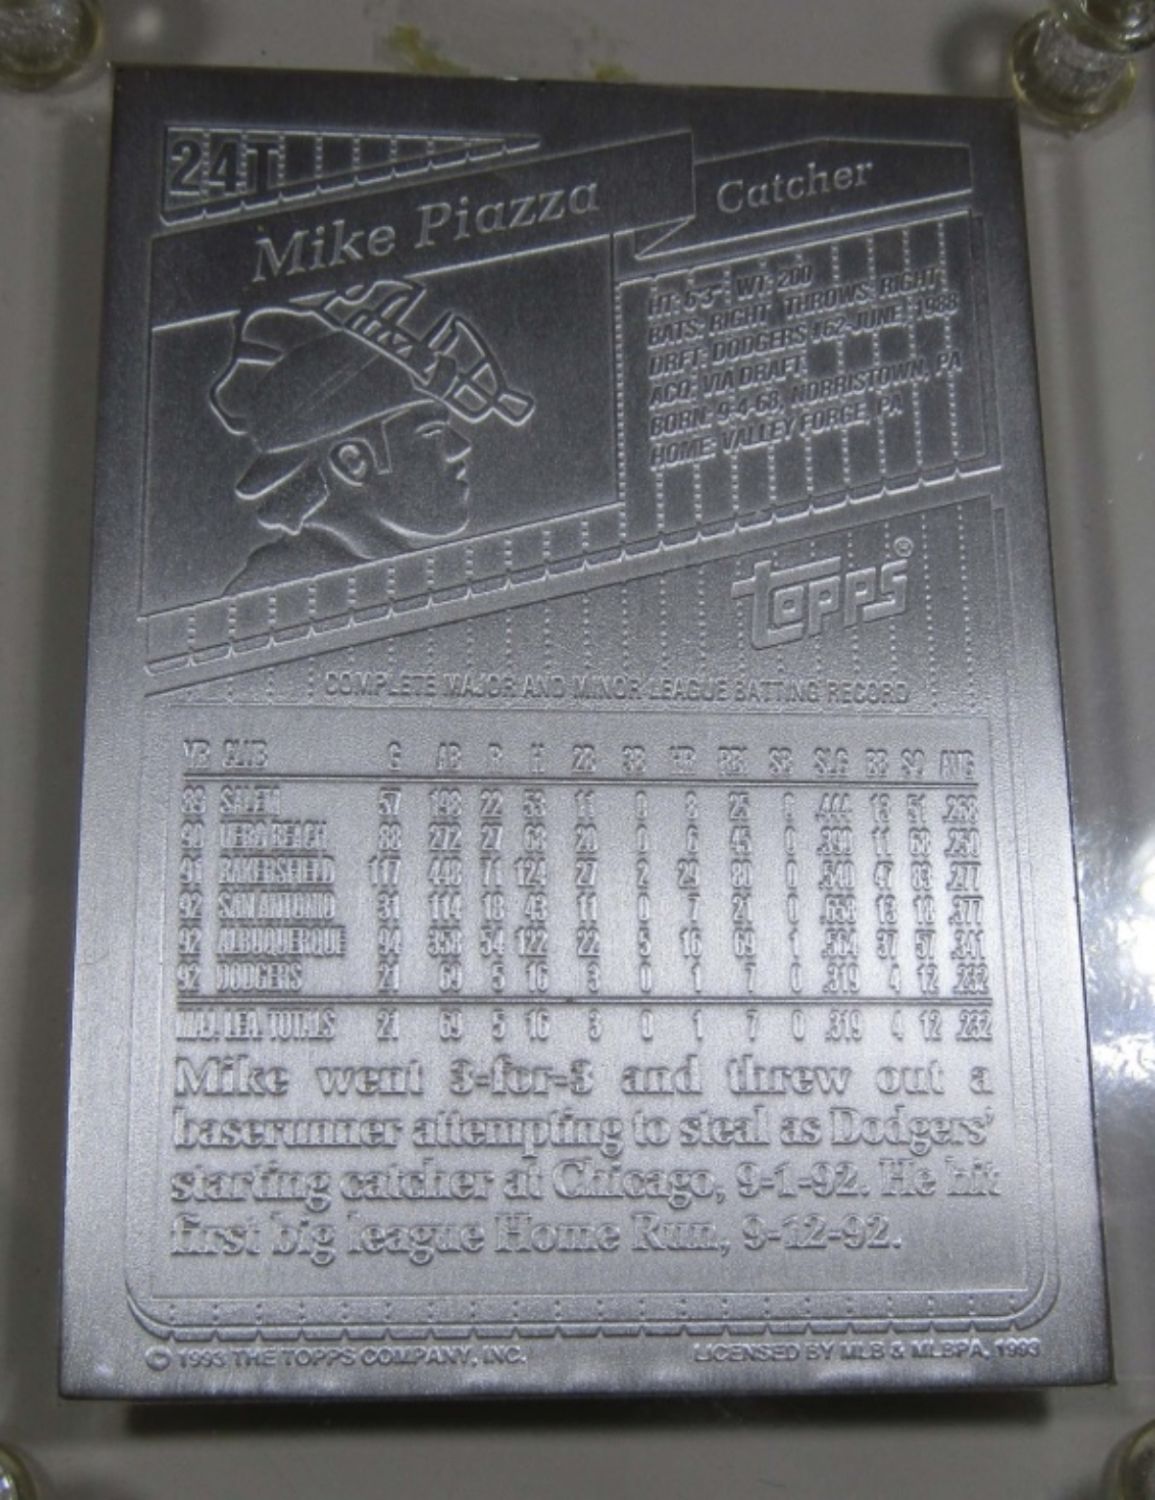 24T
Mike Piazza
Catcher
HT: 6'3" WT: 200
BATS: RIGHT THROWS: RIGHT
DRFT: DODGERS #62-JUNE, 1988
ACQ: VIA DRAFT
BORN: 9-4-68, NORRISTOWN, PA
HOME: VALLEY FORGE, PA
topps®
COMPLETE MAJOR AND MINOR LEAGUE BATTING RECORD
YR CLUB G AB R H 2B 3B HR RBI SB SLG BB SO AVG
89 SALEM 57 198 22 53 11 0 8 25 0 .444 13 51 .268
90 VERO BEACH 88 272 27 68 20 0 6 45 0 .390 11 68 .250
91 BAKERSFIELD 117 448 71 124 27 2 29 80 0 .540 47 83 .277
92 SAN ANTONIO 31 114 18 43 11 0 7 21 0 .658 13 18 .377
92 ALBUQUERQUE 94 358 54 122 22 5 16 69 1 .564 37 57 .341
92 DODGERS 21 69 5 16 3 0 1 7 0 .319 4 12 .232
MAJ. LEA. TOTALS 21 69 5 16 3 0 1 7 0 .319 4 12 .232
Mike went 3-for-3 and threw out a
baserunner attempting to steal as Dodgers'
starting catcher at Chicago, 9-1-92. He hit
first big league Home Run, 9-12-92.
© 1993 THE TOPPS COMPANY, INC. LICENSED BY MLB & MLBPA, 1993